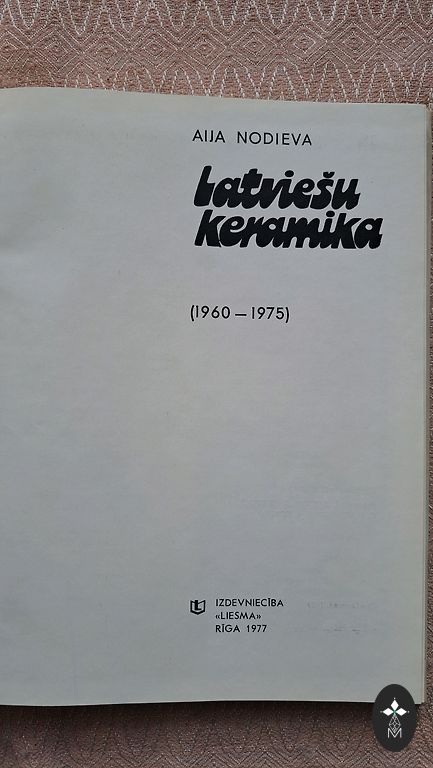 AIJA NODIEVA
Latviešu
keramika
(1960 — 1975)
IZDEVNIECĪBA
«LIESMA»
RĪGA 1977
M